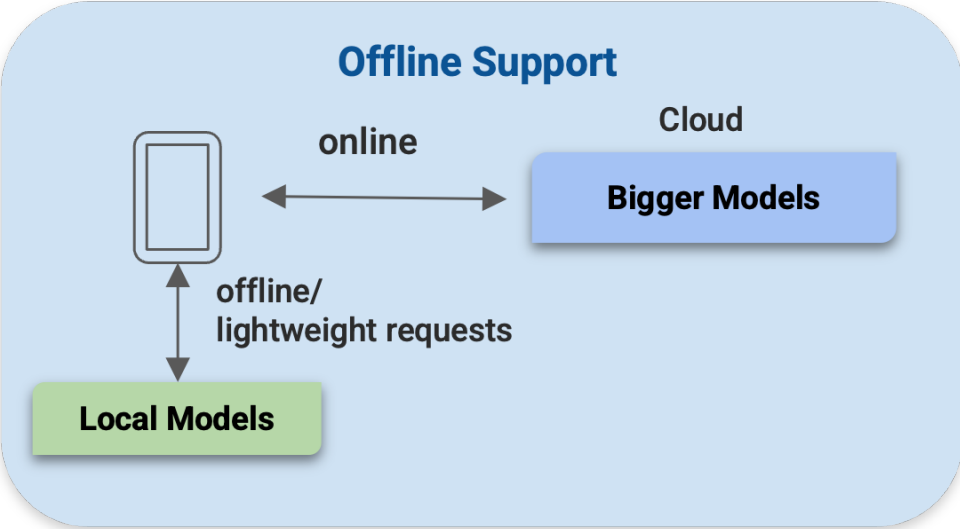 Offline Support
Cloud
online
Bigger Models
offline/
lightweight requests
Local Models